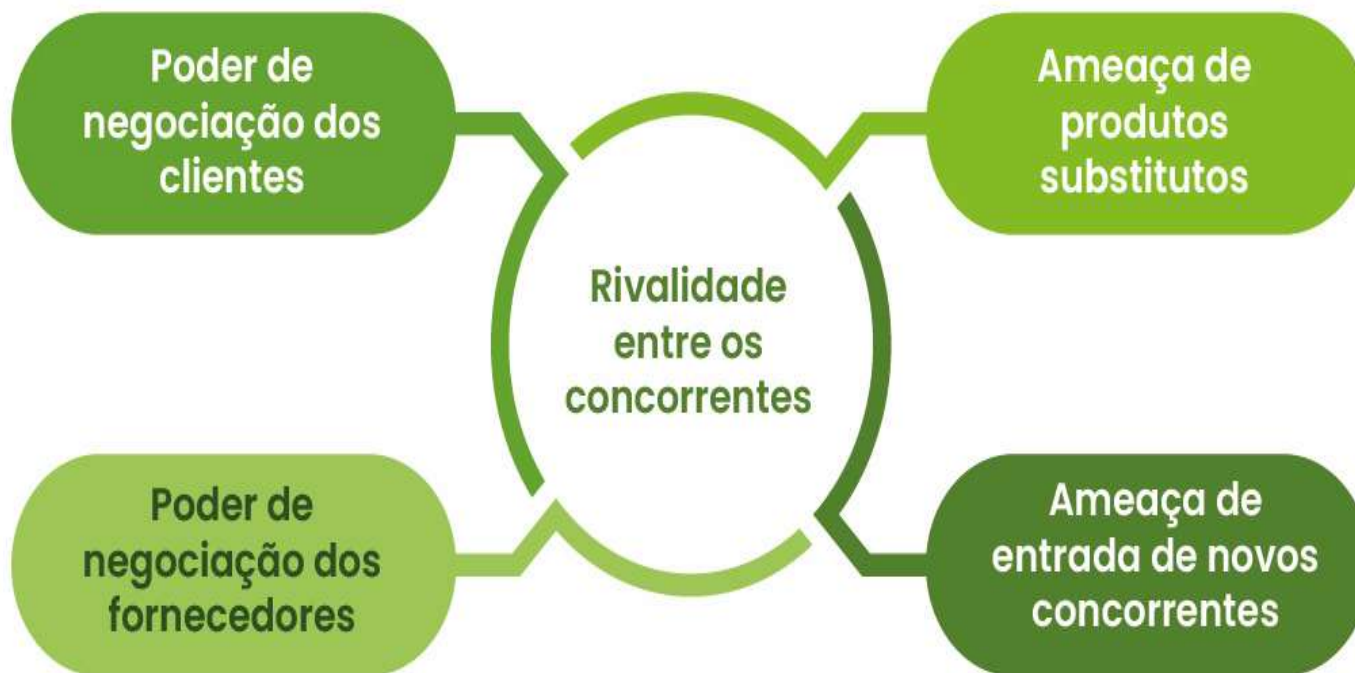 Poder de
negociação dos
clientes
Ameaça de
produtos
substitutos
Rivalidade
entre os
concorrentes
Poder de
negociação dos
fornecedores
Ameaça de
entrada de novos
concorrentes